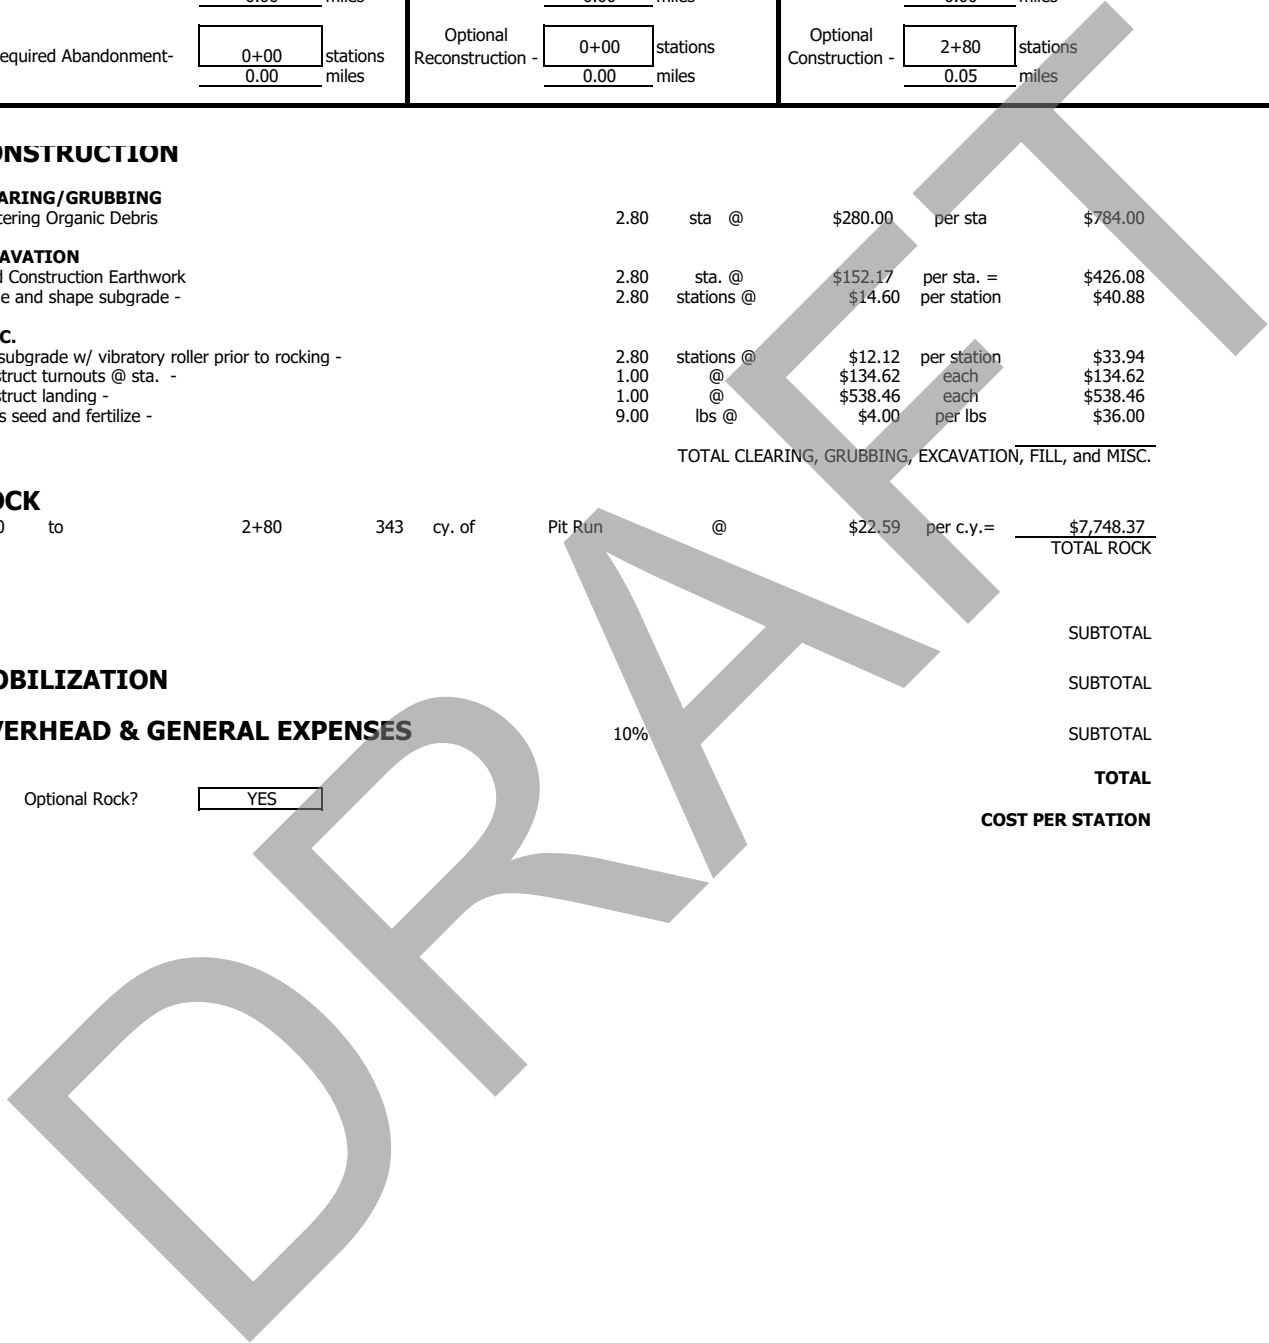 0.00 miles 0.00 miles 0.00 miles
equired Abandonment- 0+00 stations Optional Reconstruction - 0+00 stations Optional Construction - 2+80 stations
0.00 miles 0.00 miles 0.05 miles
ONSTRUCTION
ARING/GRUBBING
tering Organic Debris 2.80 sta @ $280.00 per sta $784.00
AVATION
d Construction Earthwork 2.80 sta. @ $152.17 per sta. = $426.08
e and shape subgrade - 2.80 stations @ $14.60 per station $40.88
C.
subgrade w/ vibratory roller prior to rocking - 2.80 stations @ $12.12 per station $33.94
struct turnouts @ sta. - 1.00 @ $134.62 each $134.62
struct landing - 1.00 @ $538.46 each $538.46
s seed and fertilize - 9.00 lbs @ $4.00 per lbs $36.00
TOTAL CLEARING, GRUBBING, EXCAVATION, FILL, and MISC.
OCK
0 to 2+80 343 cy. of Pit Run @ $22.59 per c.y.= $7,748.37
TOTAL ROCK
SUBTOTAL
OBILIZATION SUBTOTAL
VERHEAD & GENERAL EXPENSES 10% SUBTOTAL
TOTAL
Optional Rock? YES
COST PER STATION
DRAFT